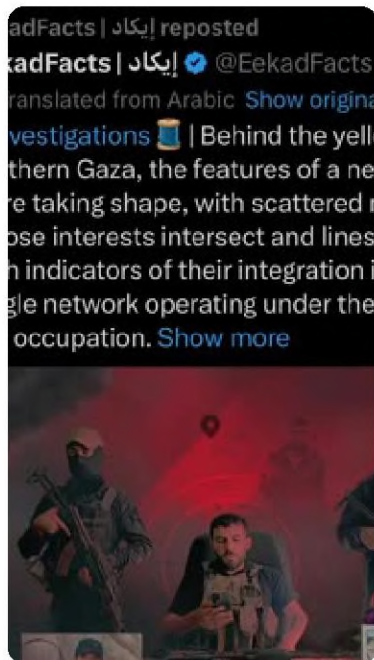 adFacts | إيكاد reposted
kadFacts | إيكاد @EekadFacts
ranslated from Arabic Show origina
vestigations | Behind the yell
thern Gaza, the features of a ne
re taking shape, with scattered
ose interests intersect and lines
h indicators of their integration i
gle network operating under the
occupation. Show more